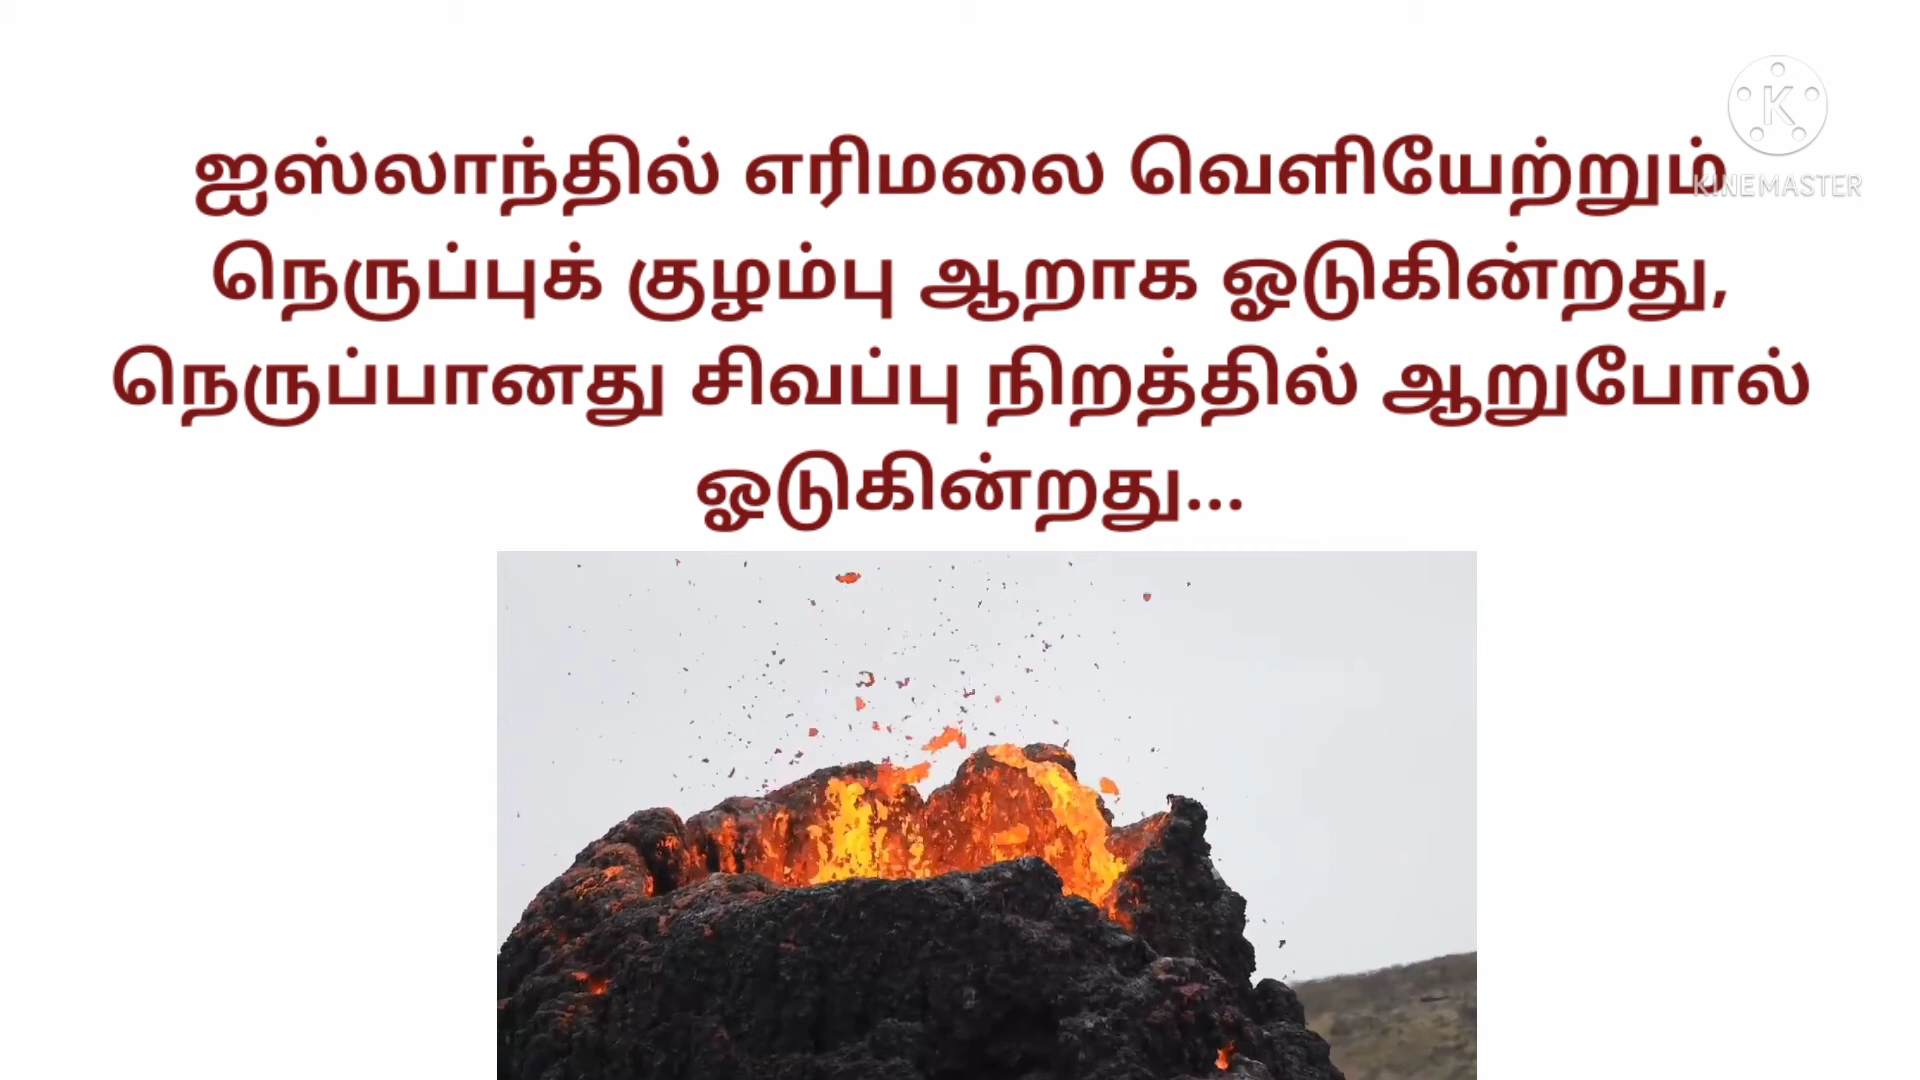 ஐஸ்லாந்தில் எரிமலை வெளியேற்றும்
நெருப்புக் குழம்பு ஆறாக ஓடுகின்றது,
நெருப்பானது சிவப்பு நிறத்தில் ஆறுபோல்
ஓடுகின்றது...
K
KINEMASTER